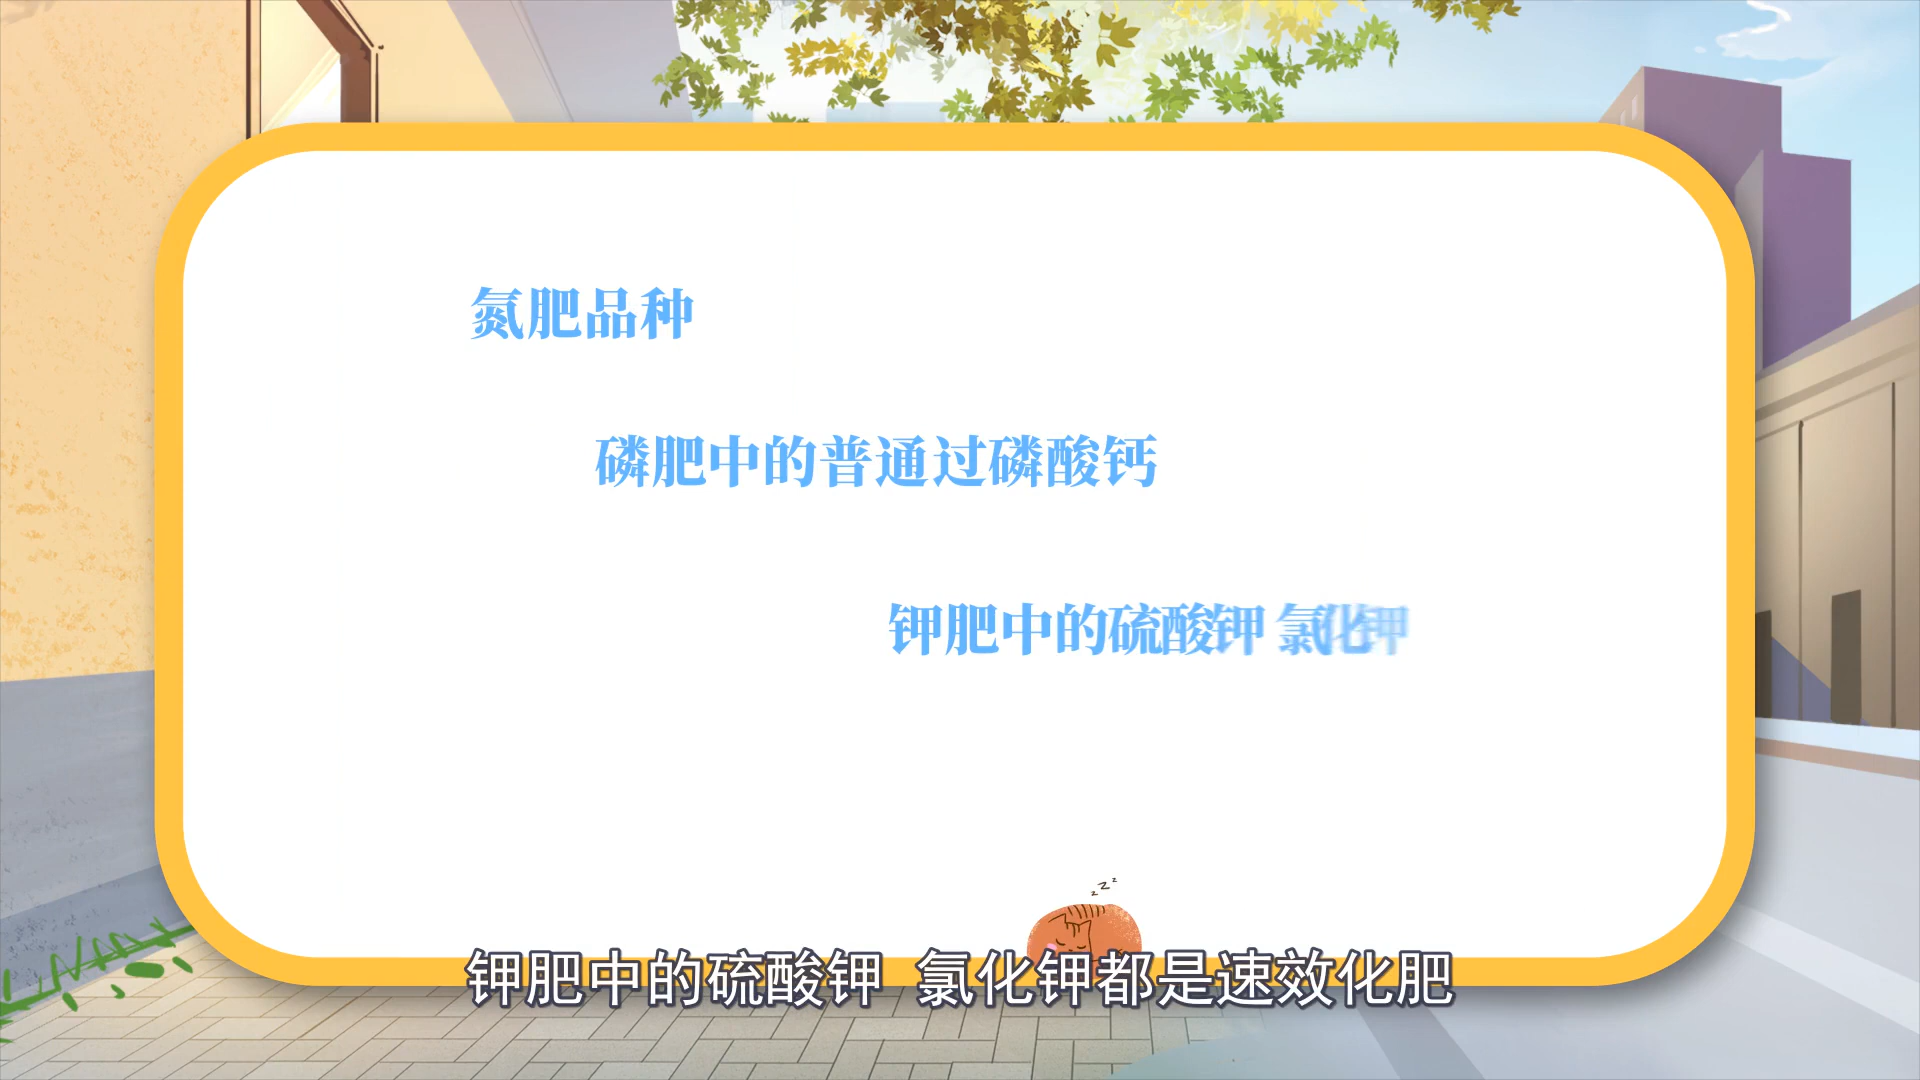 氮肥品种
磷肥中的普通过磷酸钙
钾肥中的硫酸钾 氯化钾
zzz
钾肥中的硫酸钾 氯化钾都是速效化肥